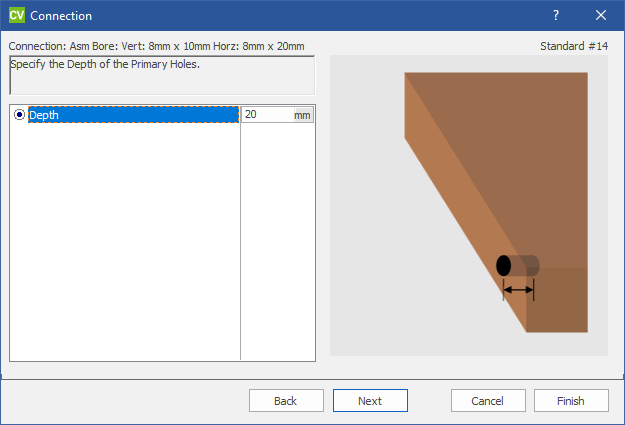 CV Connection
?
Connection: Asm Bore: Vert: 8mm x 10mm Horz: 8mm x 20mm
Standard #14
Specify the Depth of the Primary Holes.
Depth 20 mm
Back Next Cancel Finish